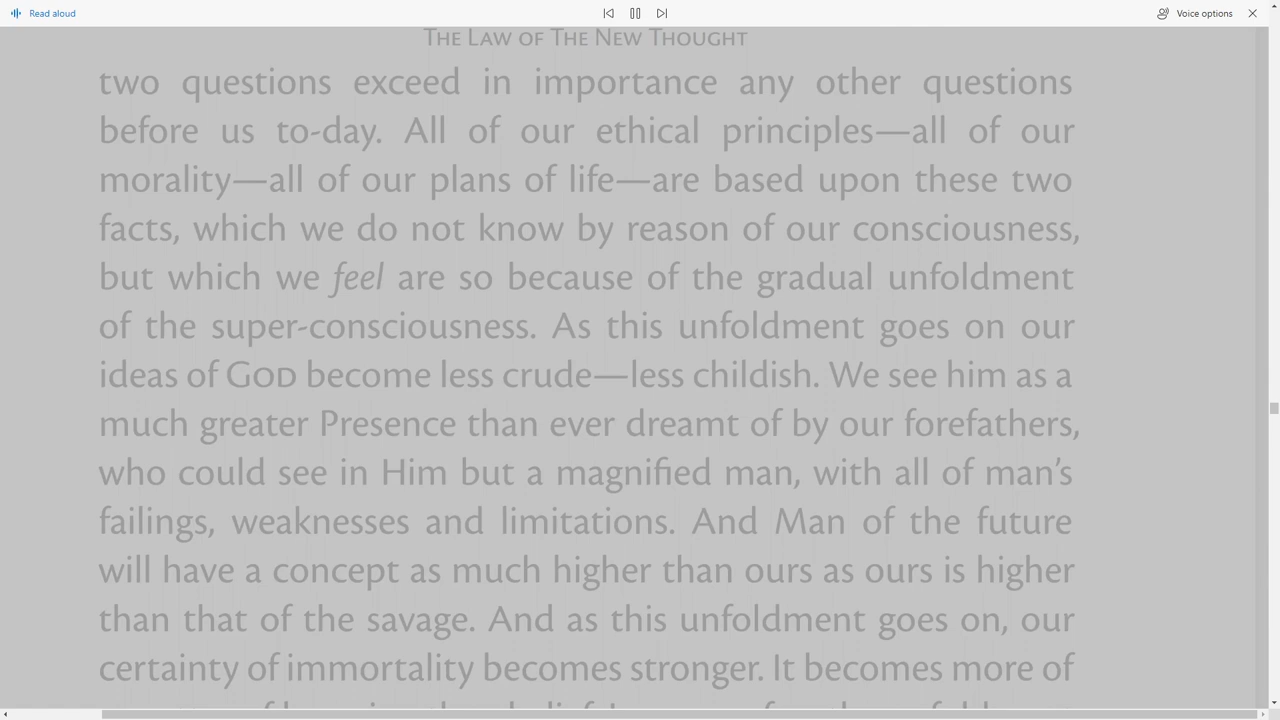 Read aloud
Voice options
The Law of The New Thought
two questions exceed in importance any other questions
before us to-day. All of our ethical principles—all of our
morality—all of our plans of life—are based upon these two
facts, which we do not know by reason of our consciousness,
but which we feel are so because of the gradual unfoldment
of the super-consciousness. As this unfoldment goes on our
ideas of God become less crude—less childish. We see him as a
much greater Presence than ever dreamt of by our forefathers,
who could see in Him but a magnified man, with all of man’s
failings, weaknesses and limitations. And Man of the future
will have a concept as much higher than ours as ours is higher
than that of the savage. And as this unfoldment goes on, our
certainty of immortality becomes stronger. It becomes more of